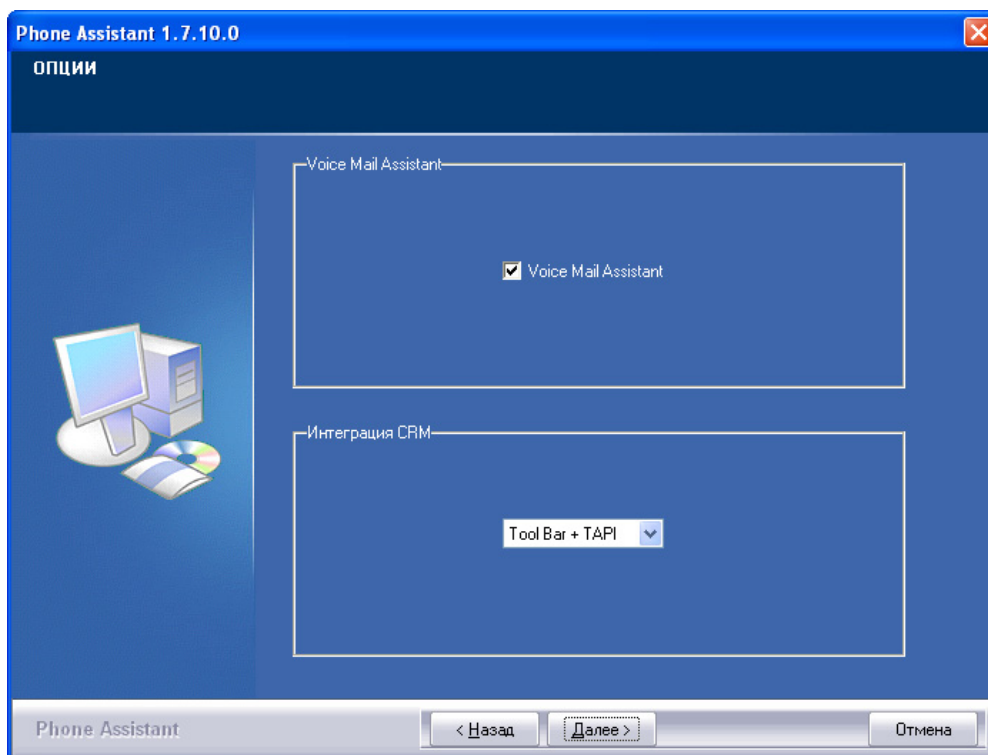 Phone Assistant 1.7.10.0
ОПЦИИ
Voice Mail Assistant
Voice Mail Assistant
Интеграция CRM
Tool Bar + TAPI
Phone Assistant
< Назад
Далее >
Отмена